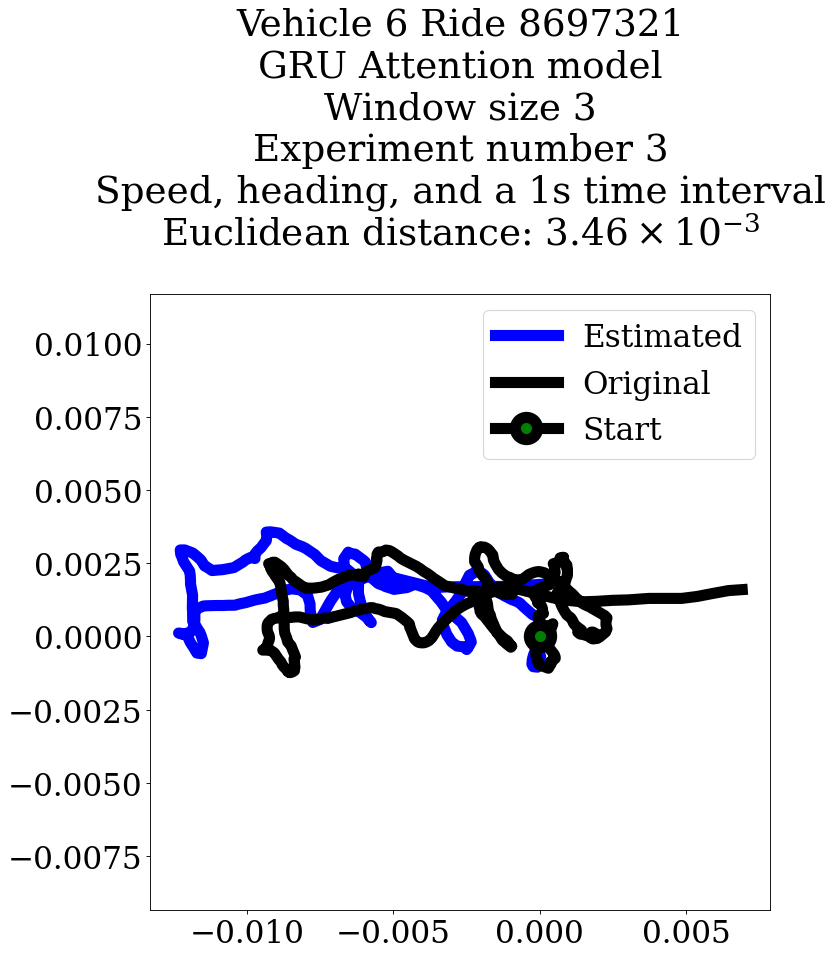 Vehicle 6 Ride 8697321
GRU Attention model
Window size 3
Experiment number 3
Speed, heading, and a 1s time interval
Euclidean distance: 3.46 × 10⁻³
Estimated
Original
Start
0.0100
0.0075
0.0050
0.0025
0.0000
−0.0025
−0.0050
−0.0075
−0.010 −0.005 0.000 0.005